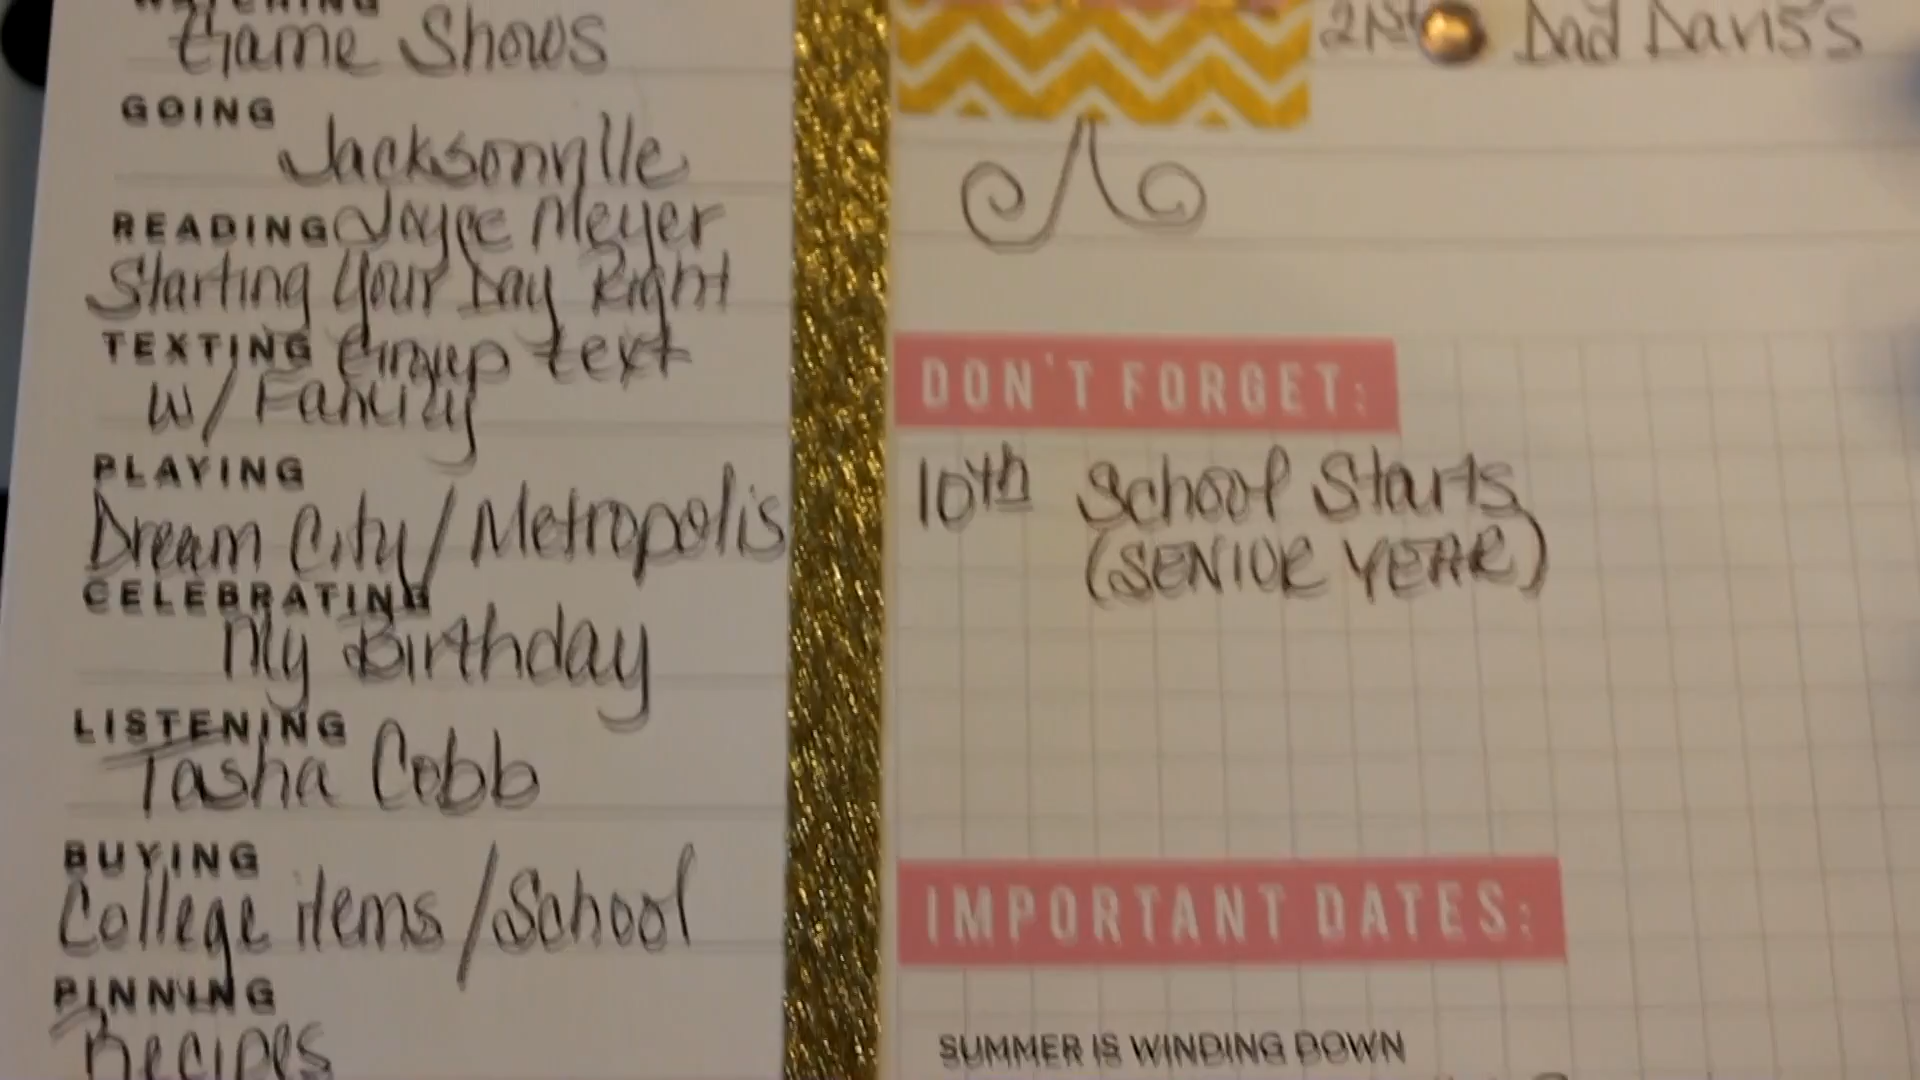 WATCHING
Game Shows
GOING
Jacksonville
READING Joyce Meyer
Starting Your Day Right
TEXTING Group text
w/ Family
PLAYING
Dream City/Metropolis
CELEBRATING
My Birthday
LISTENING
Tasha Cobb
BUYING
College items/School
PINNING
Recipes
21st Dad Davis's
DON'T FORGET:
10th School Starts
(SENIOR YEAR)
IMPORTANT DATES:
SUMMER IS WINDING DOWN